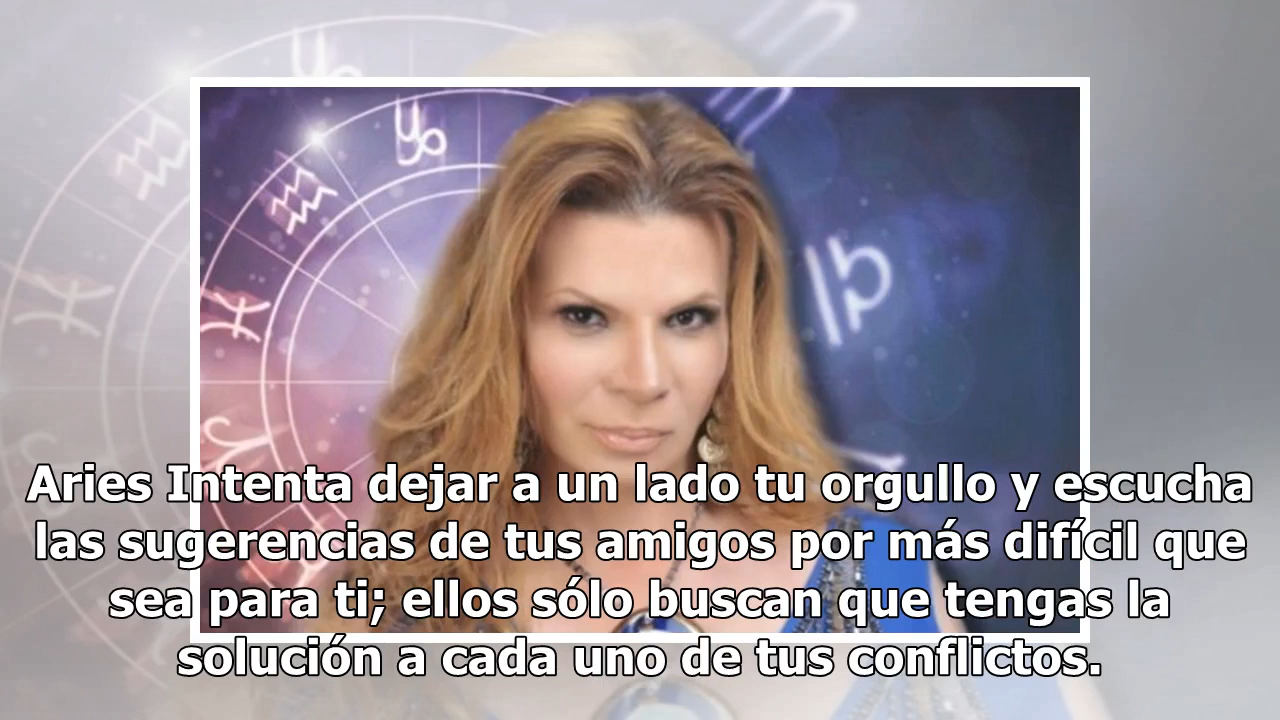 Aries Intenta dejar a un lado tu orgullo y escucha
las sugerencias de tus amigos por más difícil que
sea para ti; ellos sólo buscan que tengas la
solución a cada uno de tus conflictos.